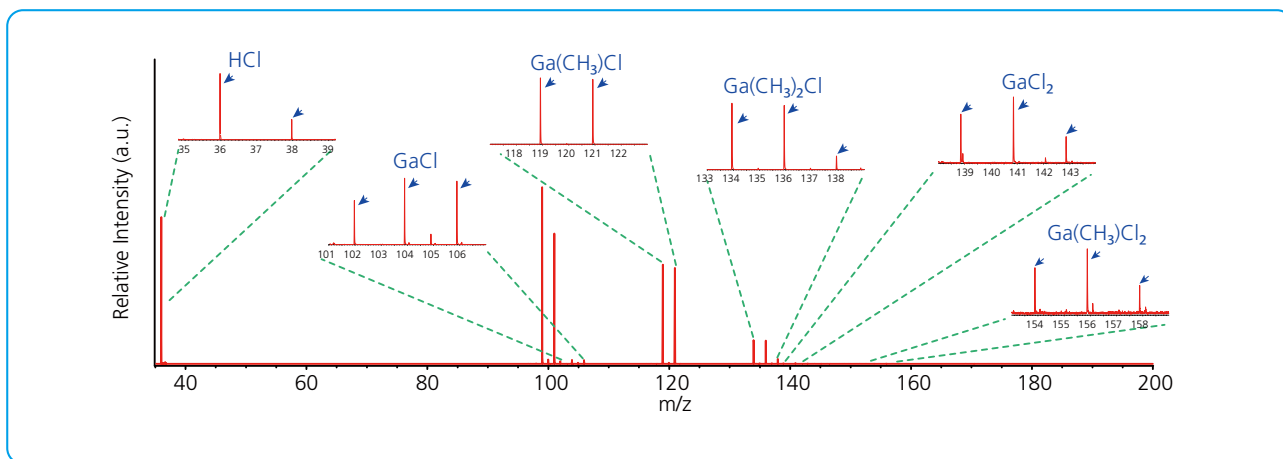 HCl
35 36 37 38 39
GaCl
101 102 103 104 105 106
Ga(CH₃)Cl
118 119 120 121 122
Ga(CH₃)₂Cl
133 134 135 136 137 138
GaCl₂
139 140 141 142 143
Ga(CH₃)Cl₂
154 155 156 157 158
Relative Intensity (a.u.)
40 60 80 100 120 140 160 180 200
m/z